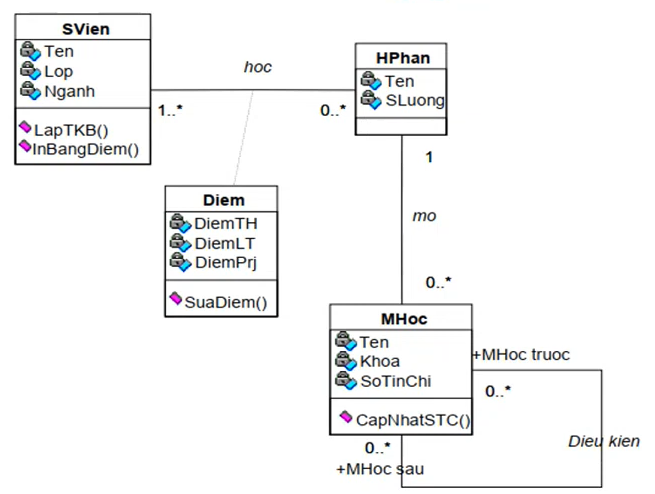 SVien
Ten
Lop
Nganh
LapTKB()
InBangDiem()
hoc
1..*
0..*
HPhan
Ten
SLuong
1
mo
0..*
Diem
DiemTH
DiemLT
DiemPrj
SuaDiem()
MHoc
Ten
Khoa
SoTinChi
CapNhatSTC()
+MHoc truoc
0..*
Dieu kien
0..*
+MHoc sau